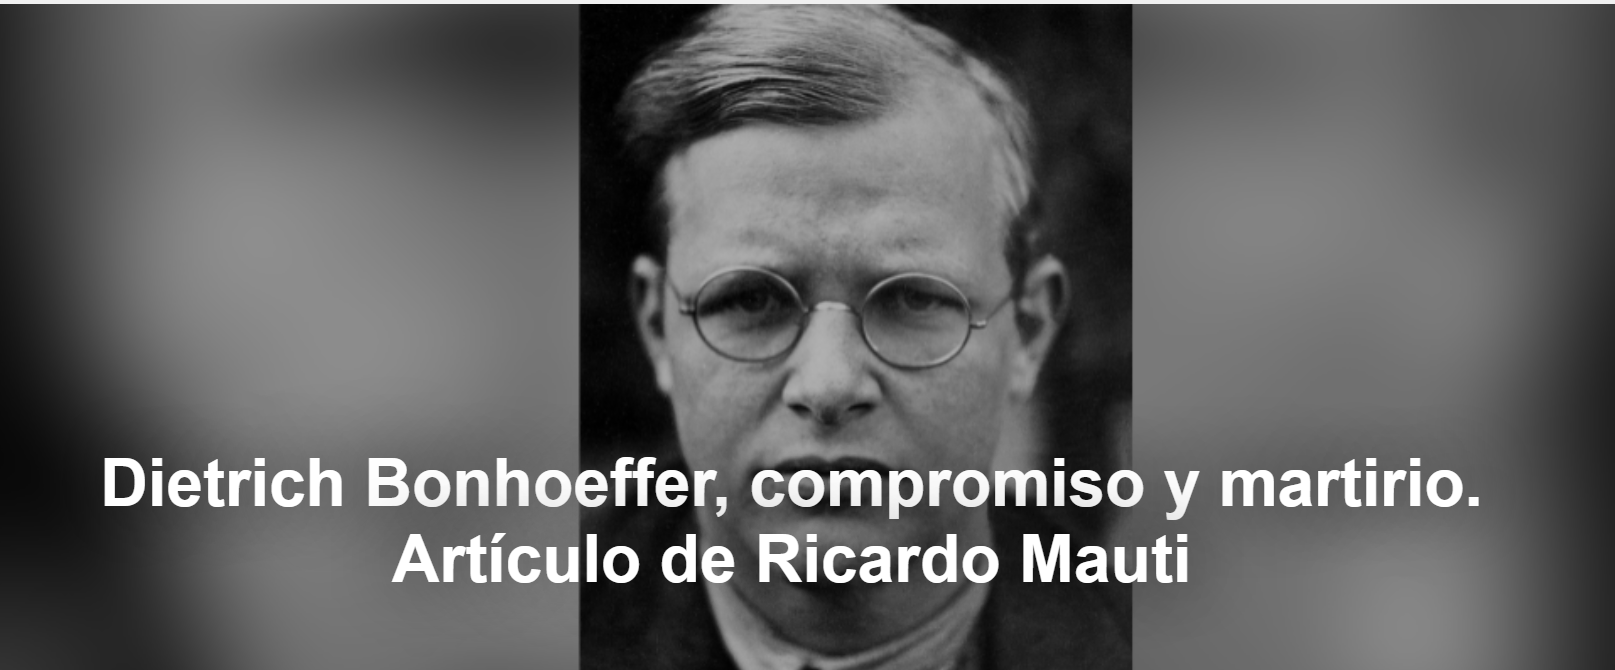 Dietrich Bonhoeffer, compromiso y martirio.
Artículo de Ricardo Mauti